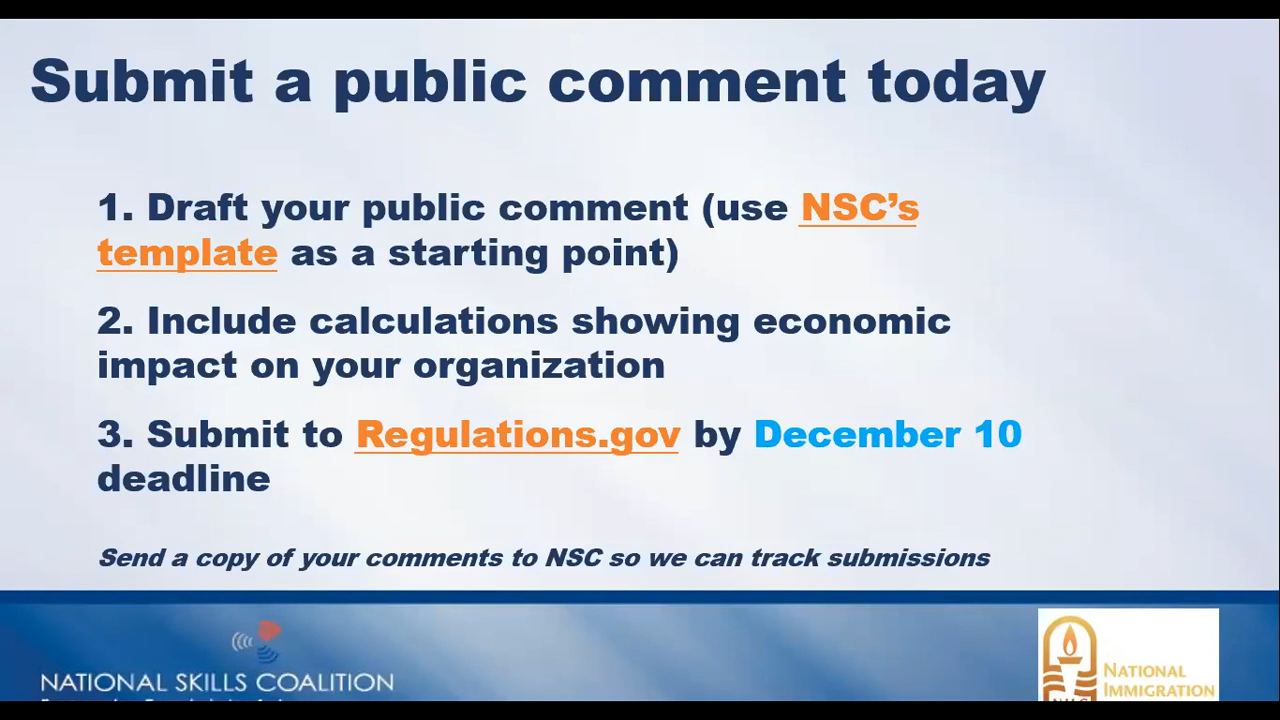 Submit a public comment today
1. Draft your public comment (use NSC’s
template as a starting point)
2. Include calculations showing economic
impact on your organization
3. Submit to Regulations.gov by December 10
deadline
Send a copy of your comments to NSC so we can track submissions
NATIONAL SKILLS COALITION
NATIONAL
IMMIGRATION